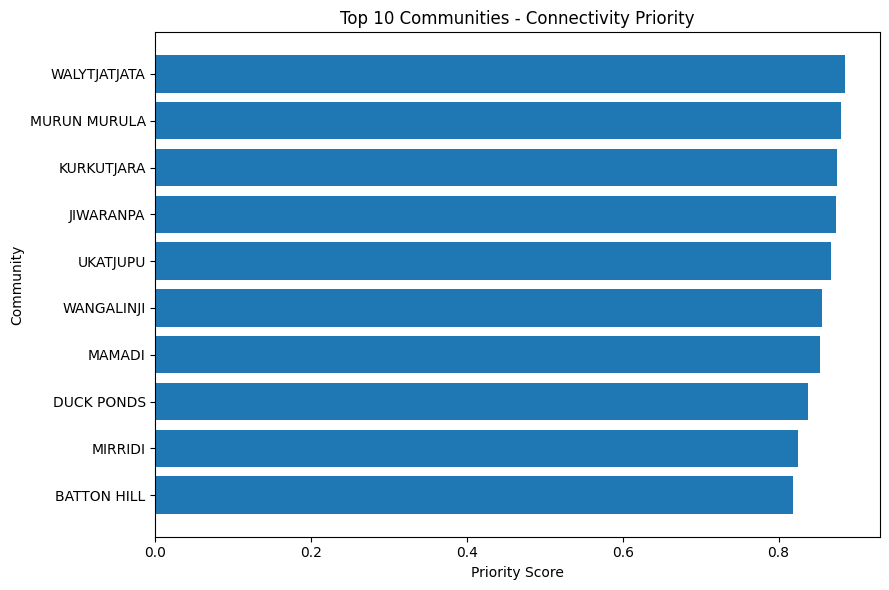 Top 10 Communities - Connectivity Priority
WALYTJATJATA
MURUN MURULA
KURKUTJARA
JIWARANPA
UKATJUPU
WANGALINJI
MAMADI
DUCK PONDS
MIRRIDI
BATTON HILL
Community
0.0 0.2 0.4 0.6 0.8
Priority Score